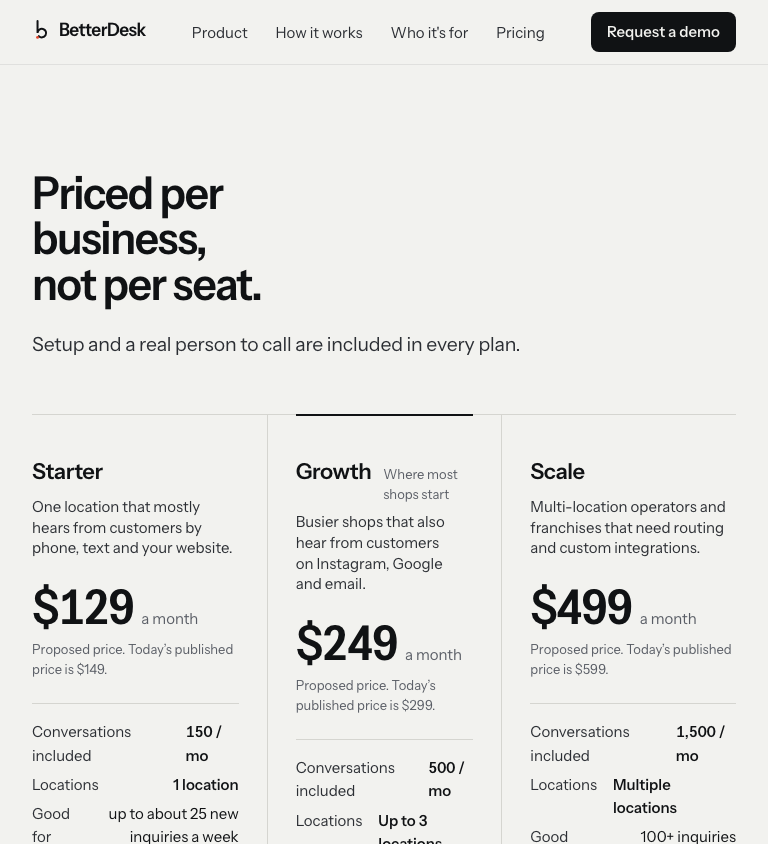 BetterDesk
Product
How it works
Who it's for
Pricing
Request a demo
Priced per
business,
not per seat.
Setup and a real person to call are included in every plan.
Starter
One location that mostly
hears from customers by
phone, text and your website.
$129 a month
Proposed price. Today’s published
price is $149.
Conversations included
150 / mo
Locations 1 location
Good for
up to about 25 new
inquiries a week
Growth
Where most
shops start
Busier shops that also
hear from customers
on Instagram, Google
and email.
$249 a month
Proposed price. Today’s
published price is $299.
Conversations included
500 / mo
Locations
Up to 3
locations
Scale
Multi-location operators and
franchises that need routing
and custom integrations.
$499 a month
Proposed price. Today’s published
price is $599.
Conversations included
1,500 / mo
Locations
Multiple
locations
Good
100+ inquiries